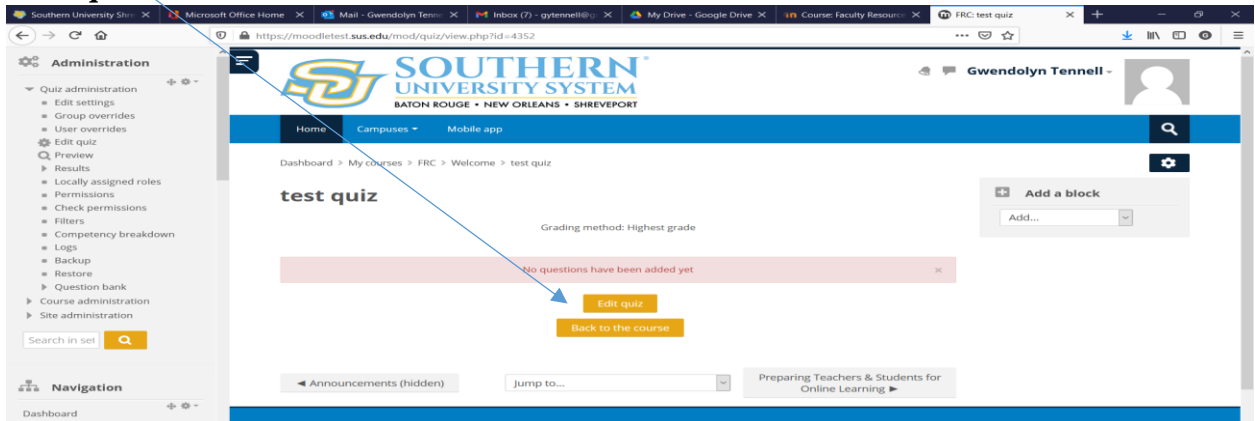 Southern University Shre
Microsoft Office Home
Mail - Gwendolyn Tenne
Inbox (7) - gytennell@g
My Drive - Google Drive
Course: Faculty Resource
FRC: test quiz
https://moodletest.sus.edu/mod/quiz/view.php?id=4352
Administration
Quiz administration
Edit settings
Group overrides
User overrides
Edit quiz
Preview
Results
Locally assigned roles
Permissions
Check permissions
Filters
Competency breakdown
Logs
Backup
Restore
Question bank
Course administration
Site administration
Search in set
Navigation
Dashboard
SU
SOUTHERN
UNIVERSITY SYSTEM
BATON ROUGE • NEW ORLEANS • SHREVEPORT
Gwendolyn Tennell
Home Campuses Mobile app
Dashboard > My courses > FRC > Welcome > test quiz
test quiz
Grading method: Highest grade
No questions have been added yet
Edit quiz
Back to the course
◄ Announcements (hidden)
Jump to...
Preparing Teachers & Students for
Online Learning ►
Add a block
Add...